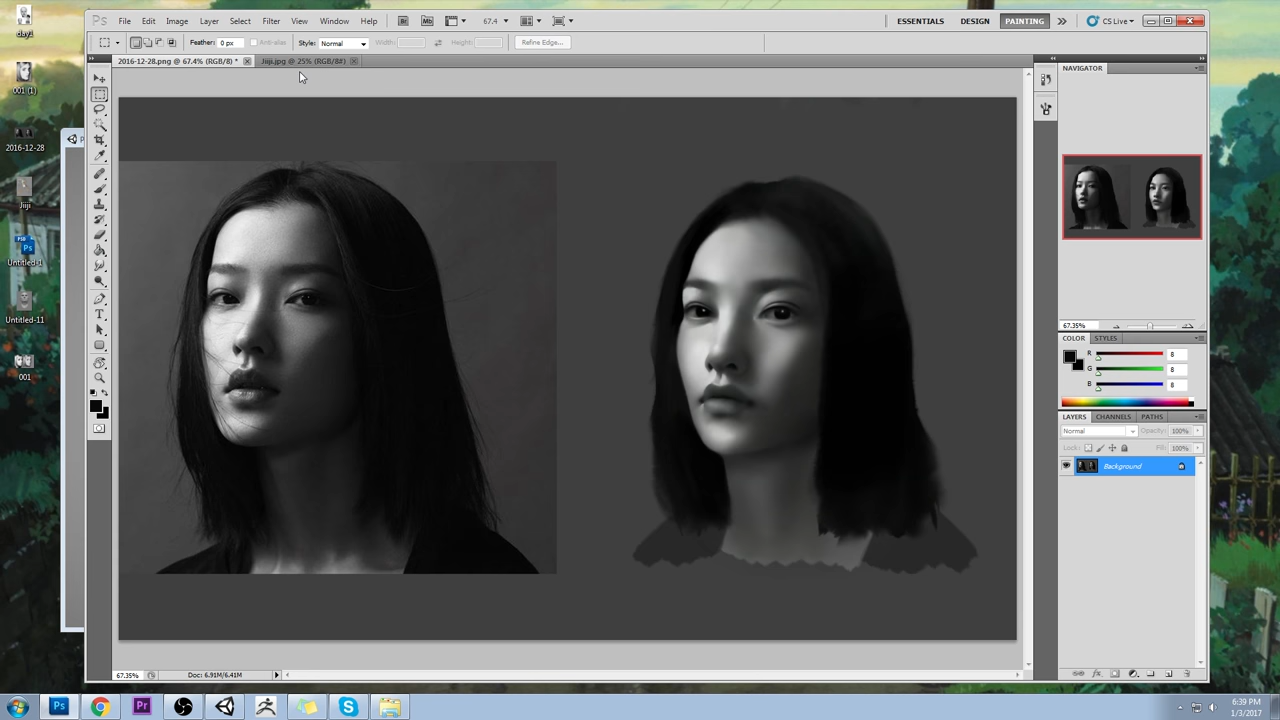 day1
001 (1)
2016-12-28
Jiiji
Untitled-1
Untitled-11
001
Ps File Edit Image Layer Select Filter View Window Help Br Mb 67.4 ESSENTIALS DESIGN PAINTING CS Live
Feather: 0 px Anti-alias Style: Normal Width: Height: Refine Edge...
2016-12-28.png @ 67.4% (RGB/8) * Jiiji.jpg @ 25% (RGB/8#)
NAVIGATOR
67.35%
COLOR STYLES
R 8
G 8
B 8
LAYERS CHANNELS PATHS
Normal Opacity: 100%
Lock: Fill: 100%
Background
67.35% Doc: 6.91M/6.41M
6:39 PM
1/3/2017